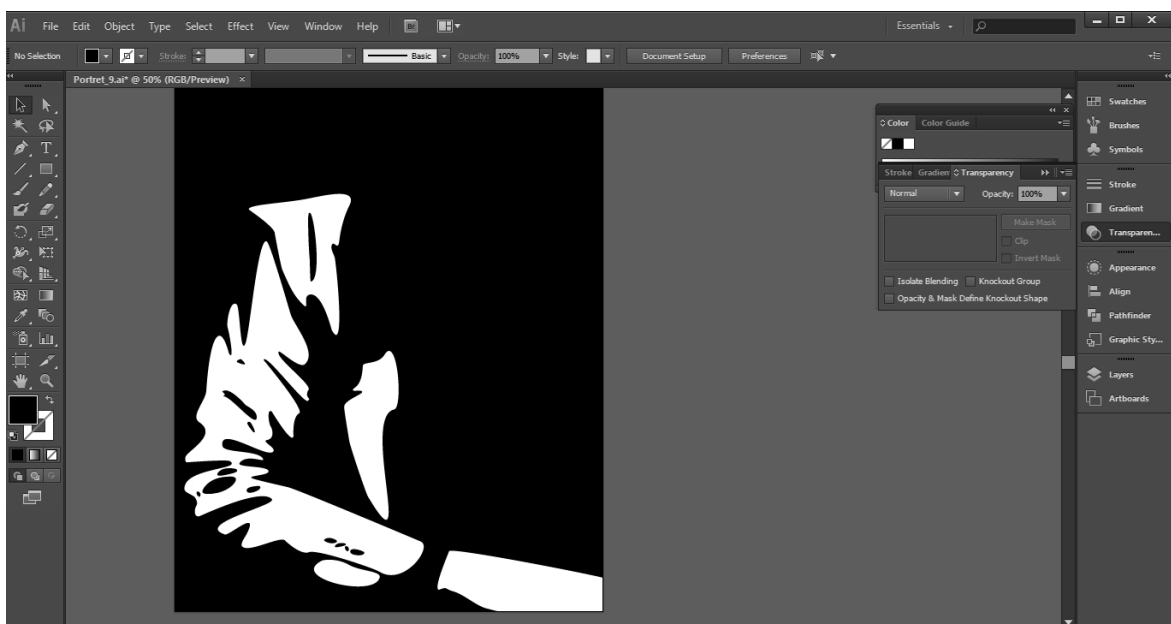 Ai File Edit Object Type Select Effect View Window Help Br
Essentials
No Selection Stroke: Basic Opacity: 100% Style: Document Setup Preferences
Portret_9.ai* @ 50% (RGB/Preview) ×
Color Color Guide
Stroke Gradien Transparency
Normal Opacity: 100%
Make Mask
Clip
Invert Mask
Isolate Blending Knockout Group
Opacity & Mask Define Knockout Shape
Swatches
Brushes
Symbols
Stroke
Gradient
Transparen...
Appearance
Align
Pathfinder
Graphic Sty...
Layers
Artboards